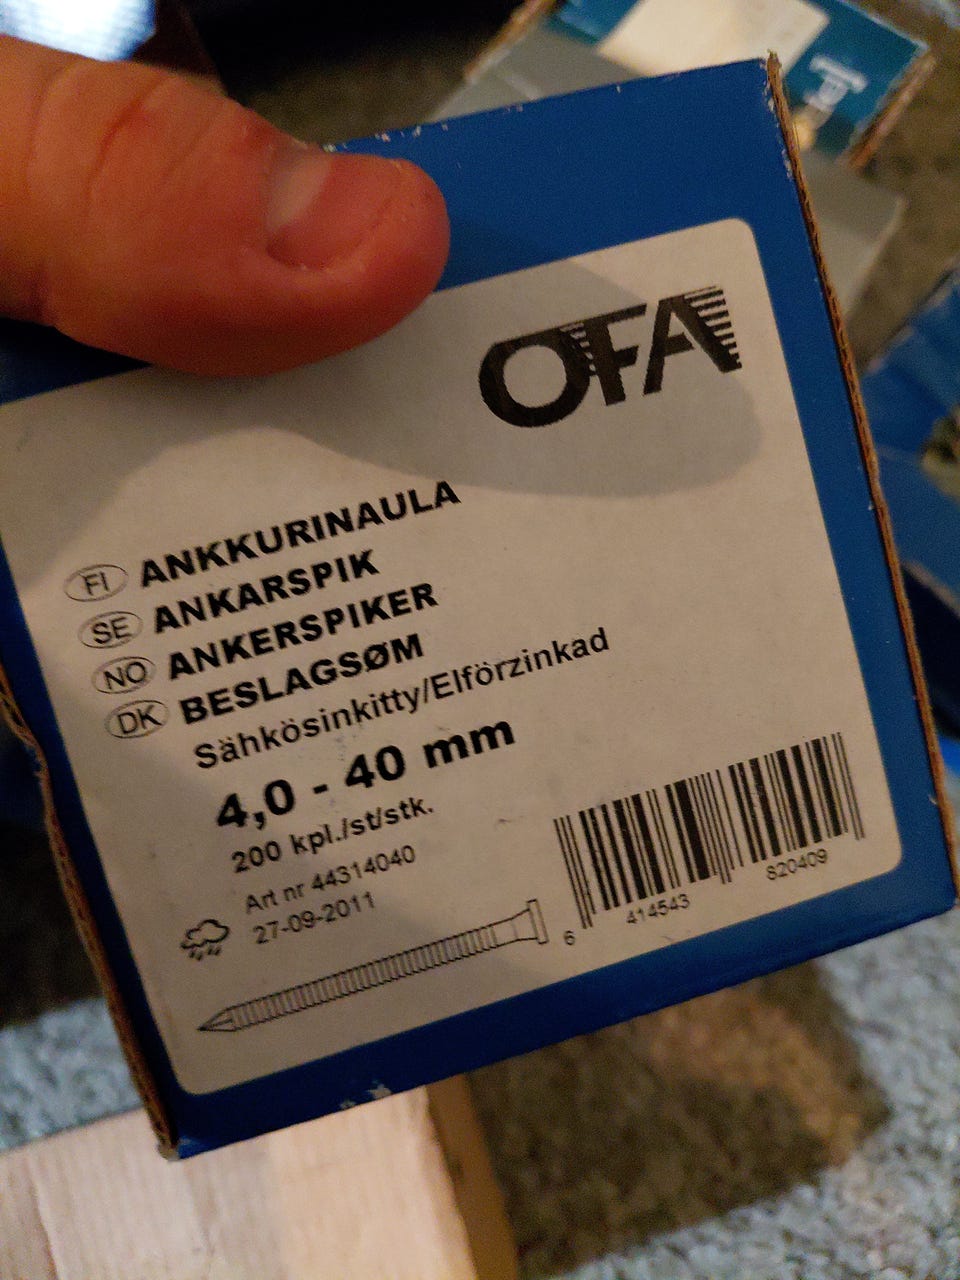 OFA
FI ANKKURINAULA
SE ANKARSPIK
NO ANKERSPIKER
DK BESLAGSØM
Sähkösinkitty/Elförzinkad
4,0 - 40 mm
200 kpl./st/stk.
Art nr 44314040
27-09-2011
6 414543 820409